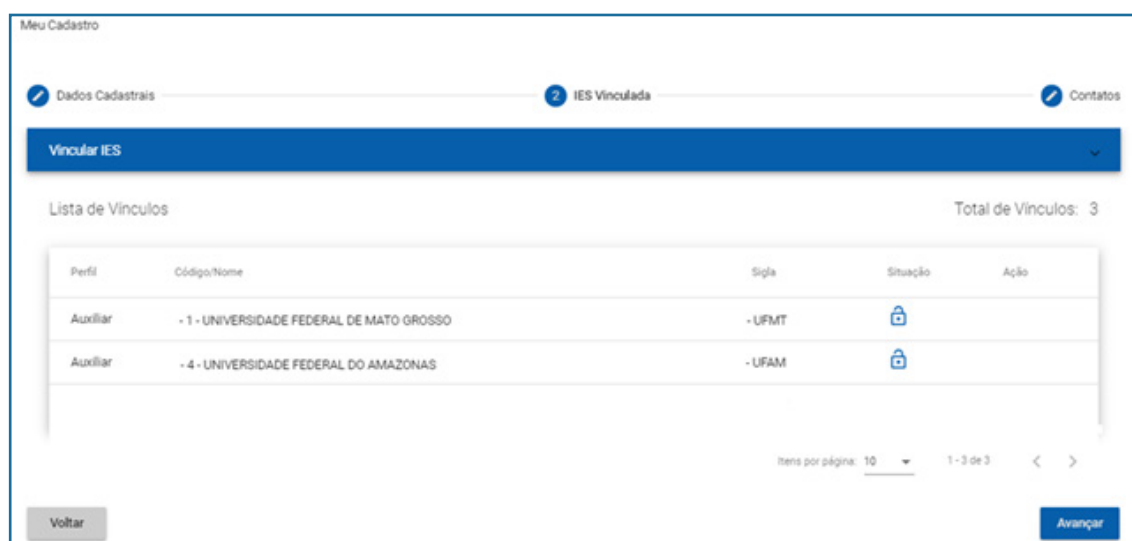 Meu Cadastro
Dados Cadastrais 2 IES Vinculada Contatos
Vincular IES
Lista de Vínculos Total de Vínculos: 3
Perfil Código/Nome Sigla Situação Ação
Auxiliar - 1 - UNIVERSIDADE FEDERAL DE MATO GROSSO - UFMT
Auxiliar - 4 - UNIVERSIDADE FEDERAL DO AMAZONAS - UFAM
Itens por página: 10 1 - 3 de 3
Voltar Avançar